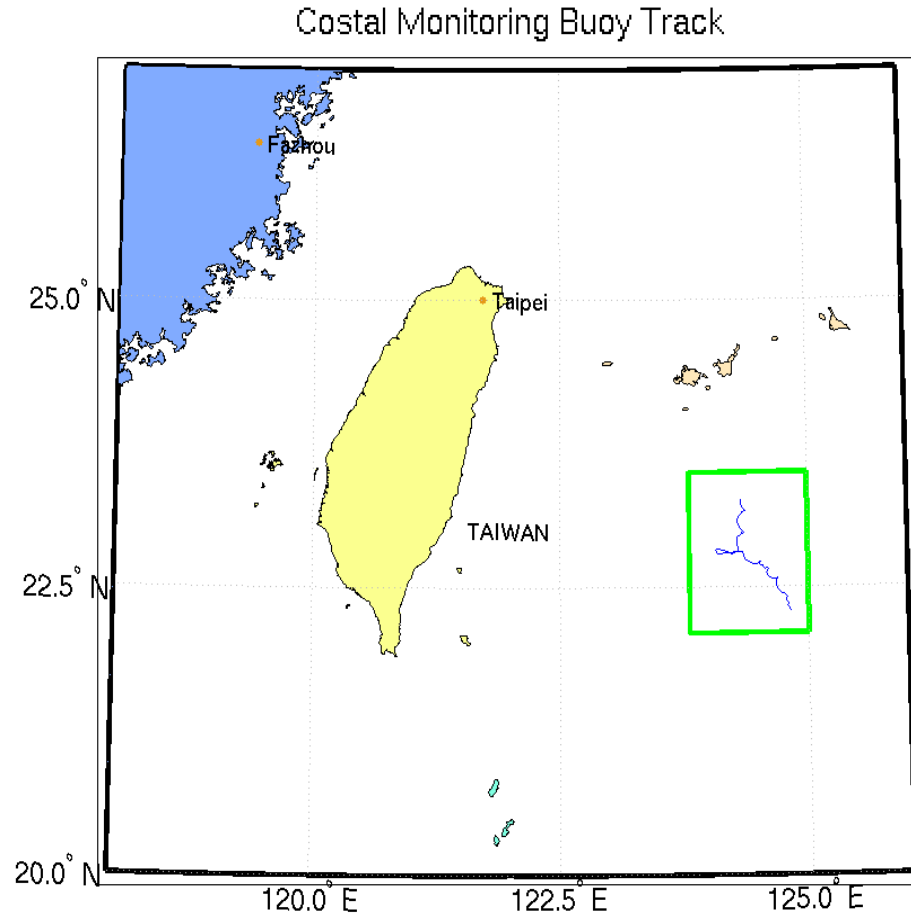 Costal Monitoring Buoy Track
Fazhou
25.0° N
Taipei
TAIWAN
22.5° N
20.0° N
120.0° E
122.5° E
125.0° E